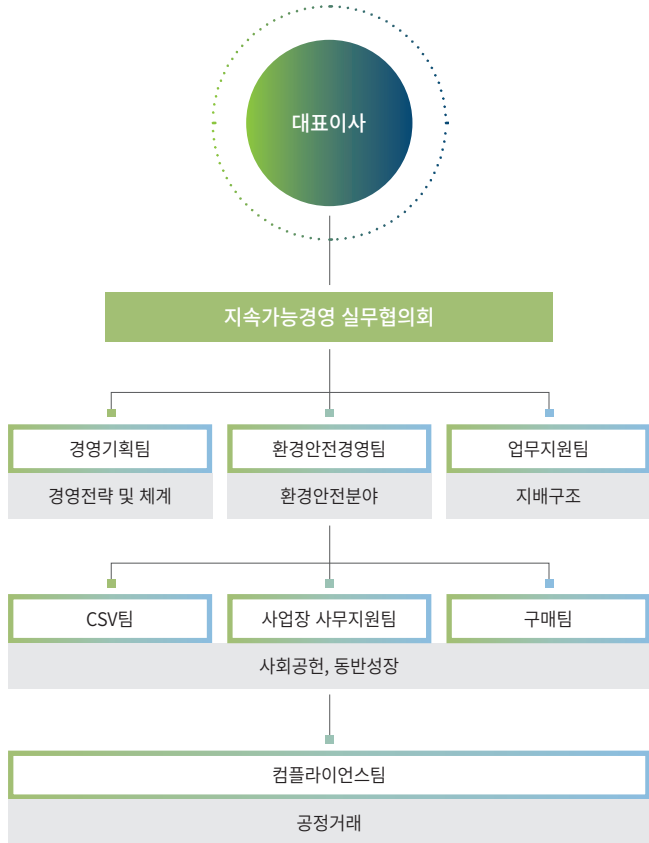 대표이사
지속가능경영 실무협의회
경영기획팀
환경안전경영팀
업무지원팀
경영전략 및 체계
환경안전분야
지배구조
CSV팀
사업장 사무지원팀
구매팀
사회공헌, 동반성장
컴플라이언스팀
공정거래